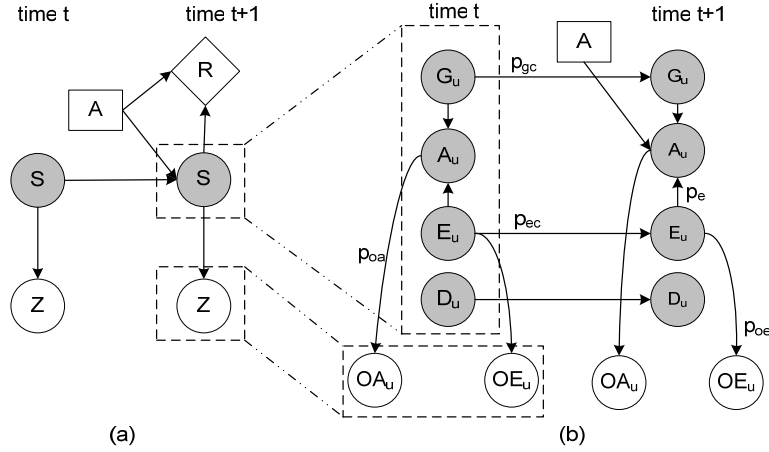 time t
time t+1
R
A
S
S
Z
Z
(a)
time t
time t+1
A
Gu
pgc
Gu
Au
Au
pe
Eu
pec
Eu
poa
Du
Du
poe
OAu
OEu
OAu
OEu
(b)